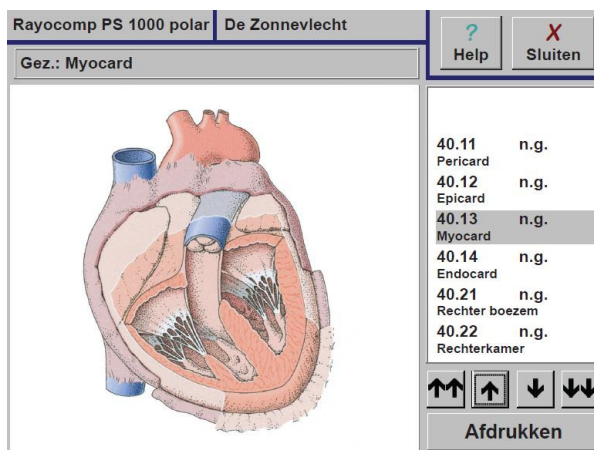 Rayocomp PS 1000 polar
De Zonnevlecht
?
Help
X
Sluiten
Gez.: Myocard
40.11 n.g.
Pericard
40.12 n.g.
Epicard
40.13 n.g.
Myocard
40.14 n.g.
Endocard
40.21 n.g.
Rechter boezem
40.22 n.g.
Rechterkamer
Afdrukken